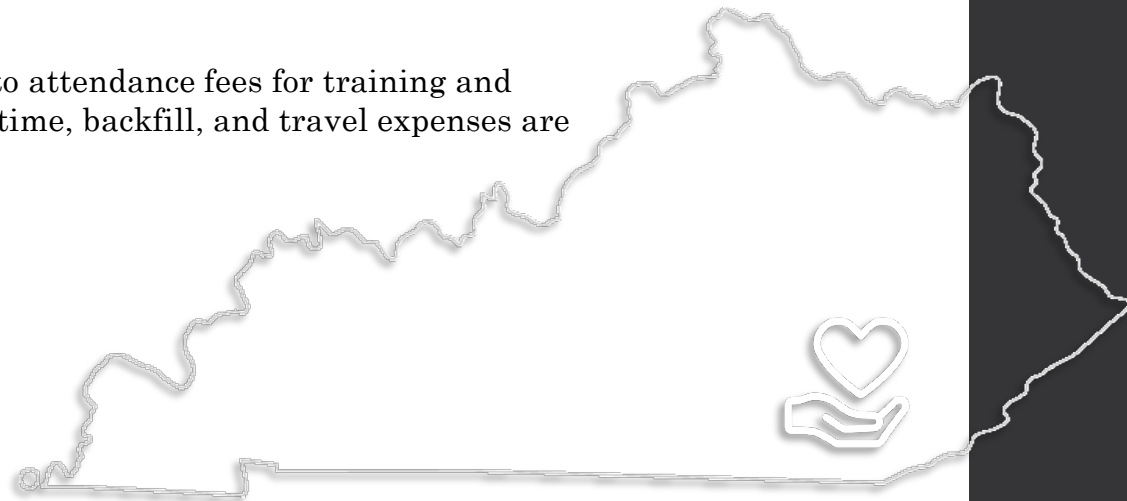 to attendance fees for training and
time, backfill, and travel expenses are